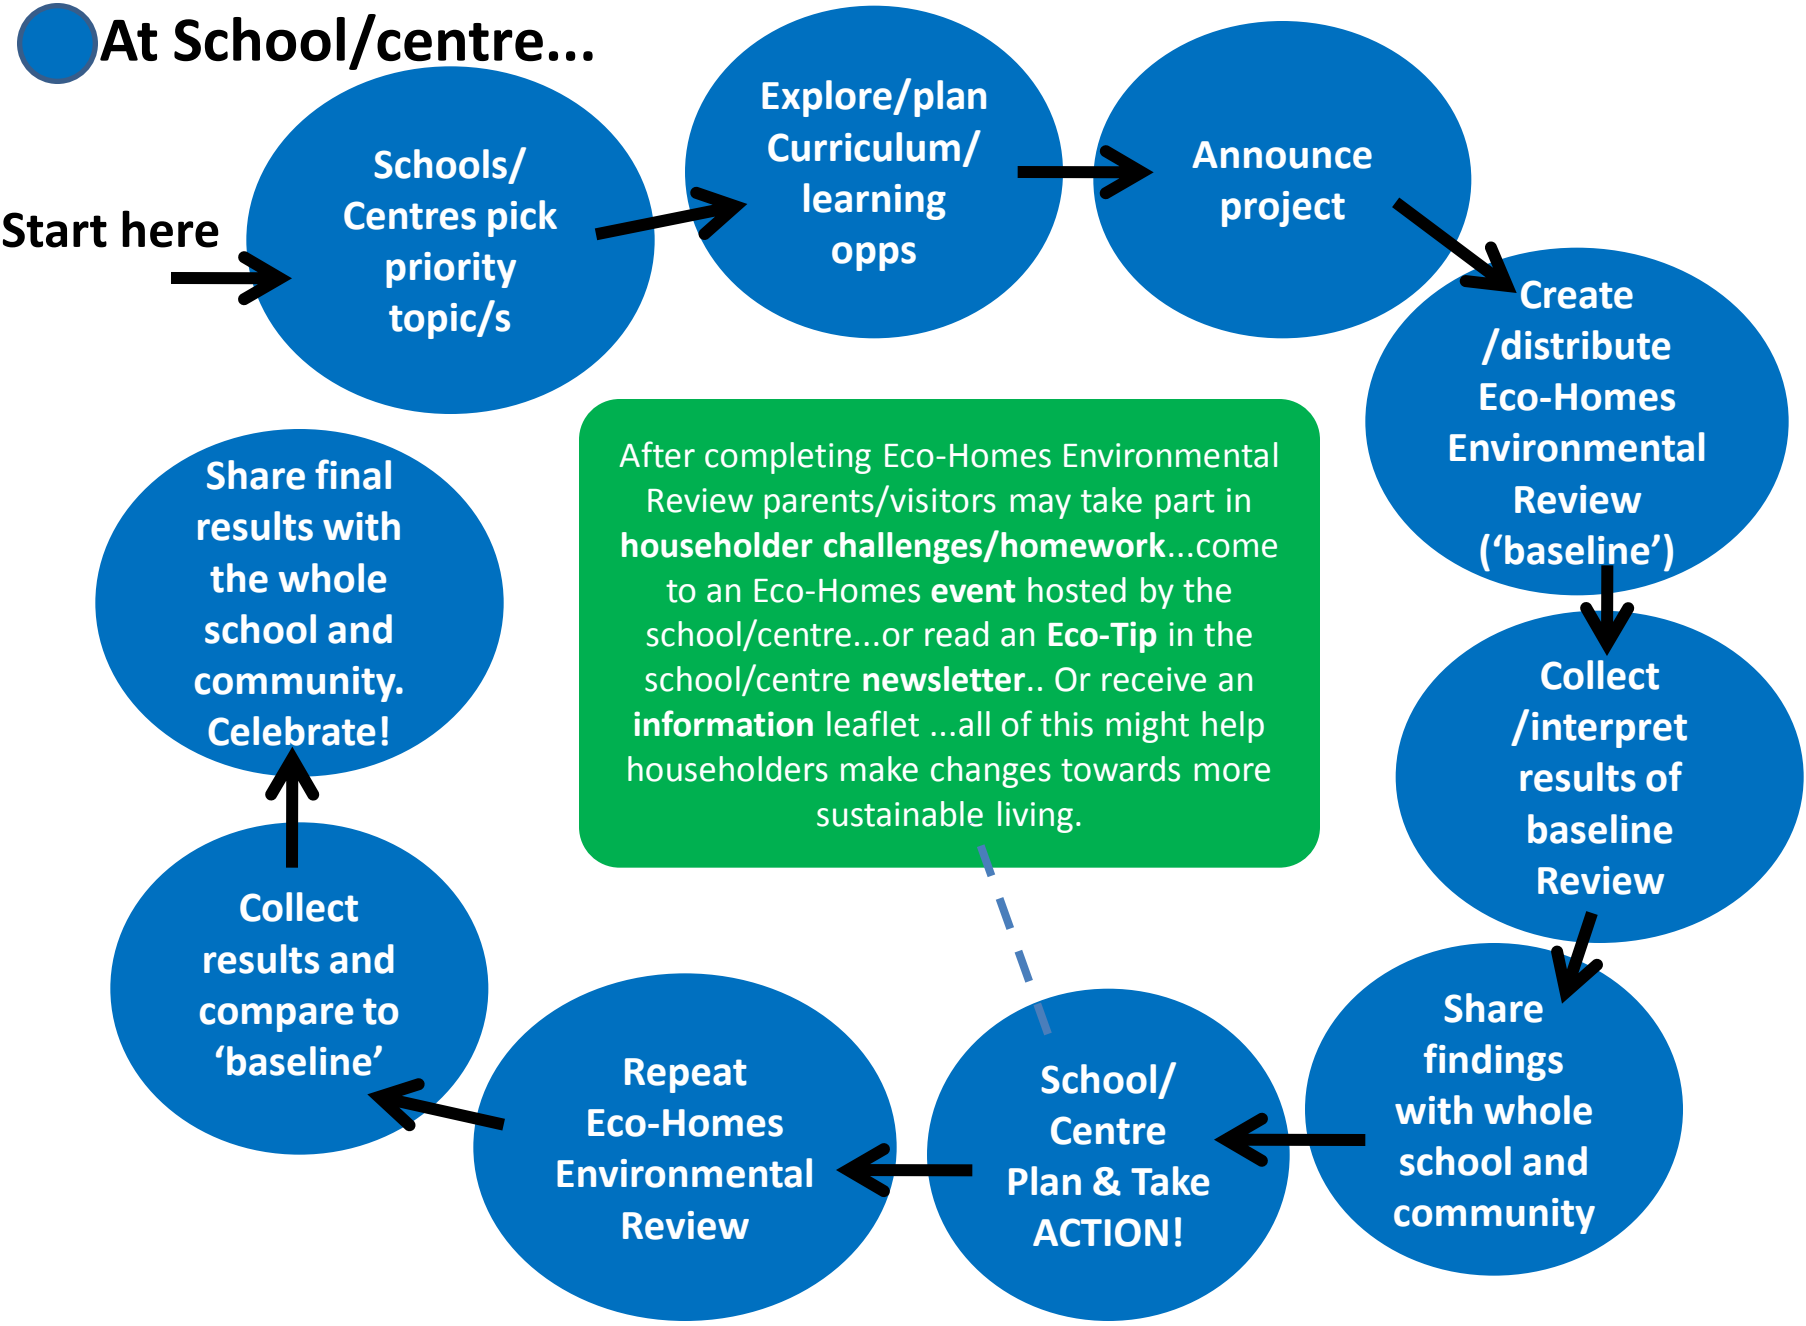 At School/centre...
Start here
Schools/
Centres pick
priority
topic/s
Explore/plan
Curriculum/
learning
opps
Announce
project
Create
/distribute
Eco-Homes
Environmental
Review
(‘baseline’)
Collect
/interpret
results of
baseline
Review
Share
findings
with whole
school and
community
School/
Centre
Plan & Take
ACTION!
Repeat
Eco-Homes
Environmental
Review
Collect
results and
compare to
‘baseline’
Share final
results with
the whole
school and
community.
Celebrate!
After completing Eco-Homes Environmental
Review parents/visitors may take part in
householder challenges/homework...come
to an Eco-Homes event hosted by the
school/centre...or read an Eco-Tip in the
school/centre newsletter.. Or receive an
information leaflet ...all of this might help
householders make changes towards more
sustainable living.